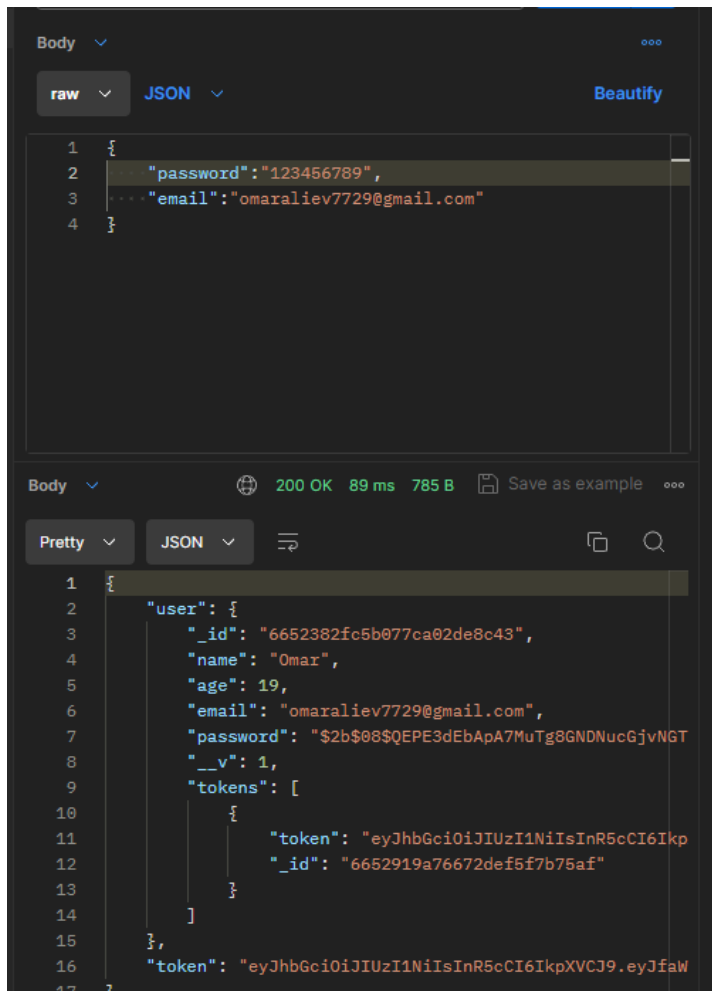 Body
raw JSON Beautify
1 {
2 "password":"123456789",
3 "email":"omaraliev7729@gmail.com"
4 }
Body 200 OK 89 ms 785 B Save as example
Pretty JSON
1 {
2 "user": {
3 "_id": "6652382fc5b077ca02de8c43",
4 "name": "Omar",
5 "age": 19,
6 "email": "omaraliev7729@gmail.com",
7 "password": "$2b$08$QEPE3dEbApA7MuTg8GNDNucGjvNGT
8 "__v": 1,
9 "tokens": [
10 {
11 "token": "eyJhbGciOiJIUzI1NiIsInR5cCI6Ikp
12 "_id": "6652919a76672def5f7b75af"
13 }
14 ]
15 },
16 "token": "eyJhbGciOiJIUzI1NiIsInR5cCI6IkpXVCJ9.eyJfaW
17 }